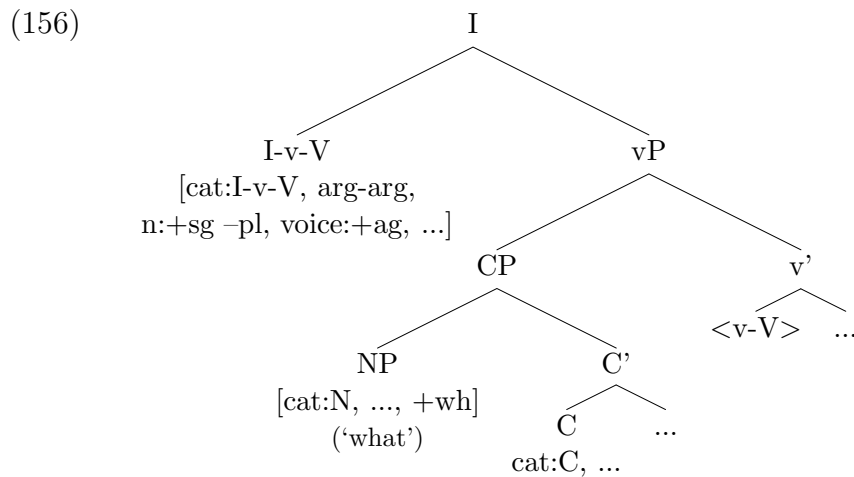 (156)
I
I-v-V vP
[cat:I-v-V, arg-arg,
n:+sg –pl, voice:+ag, ...]
CP v’
<v-V> ...
NP C’
[cat:N, ..., +wh]
(‘what’)
C ...
cat:C, ...